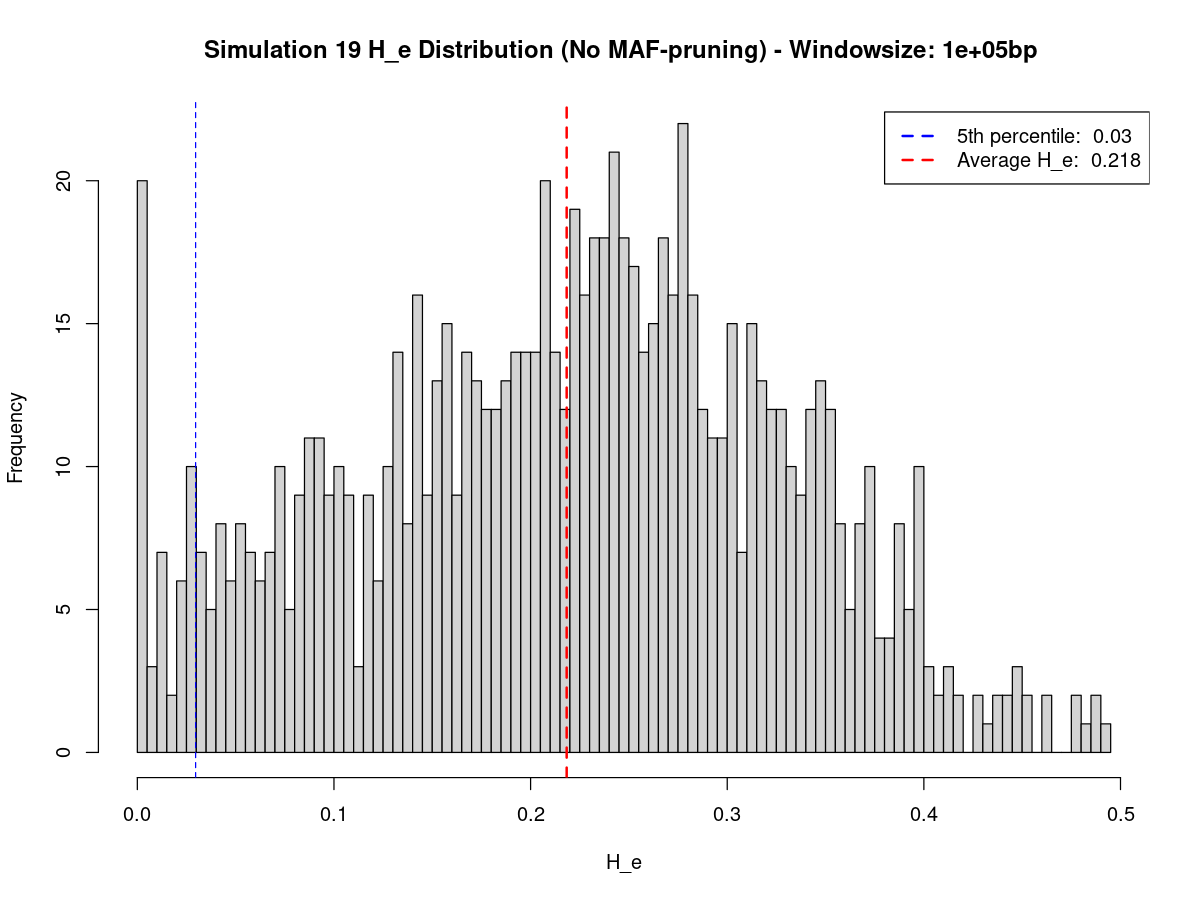 Simulation 19 H_e Distribution (No MAF-pruning) - Windowsize: 1e+05bp
5th percentile:  0.03
Average H_e:  0.218
Frequency
20
15
10
5
0
0.0 0.1 0.2 0.3 0.4 0.5
H_e